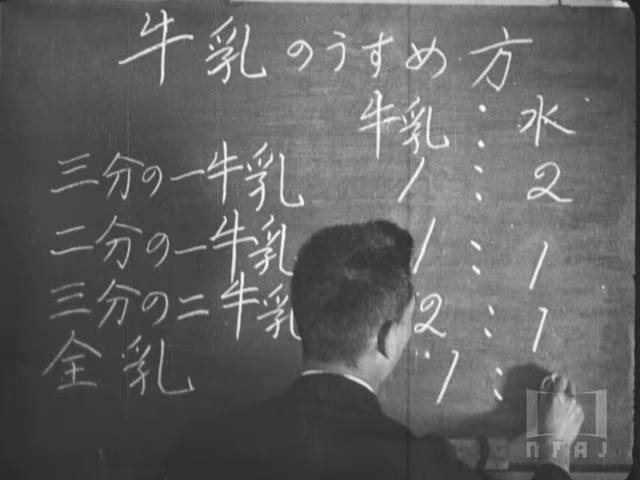 牛乳のうすめ方
牛乳 : 水
三分の一牛乳 1 : 2
二分の一牛乳 1 : 1
三分の二牛乳 2 : 1
全乳 1 :
NFAJ